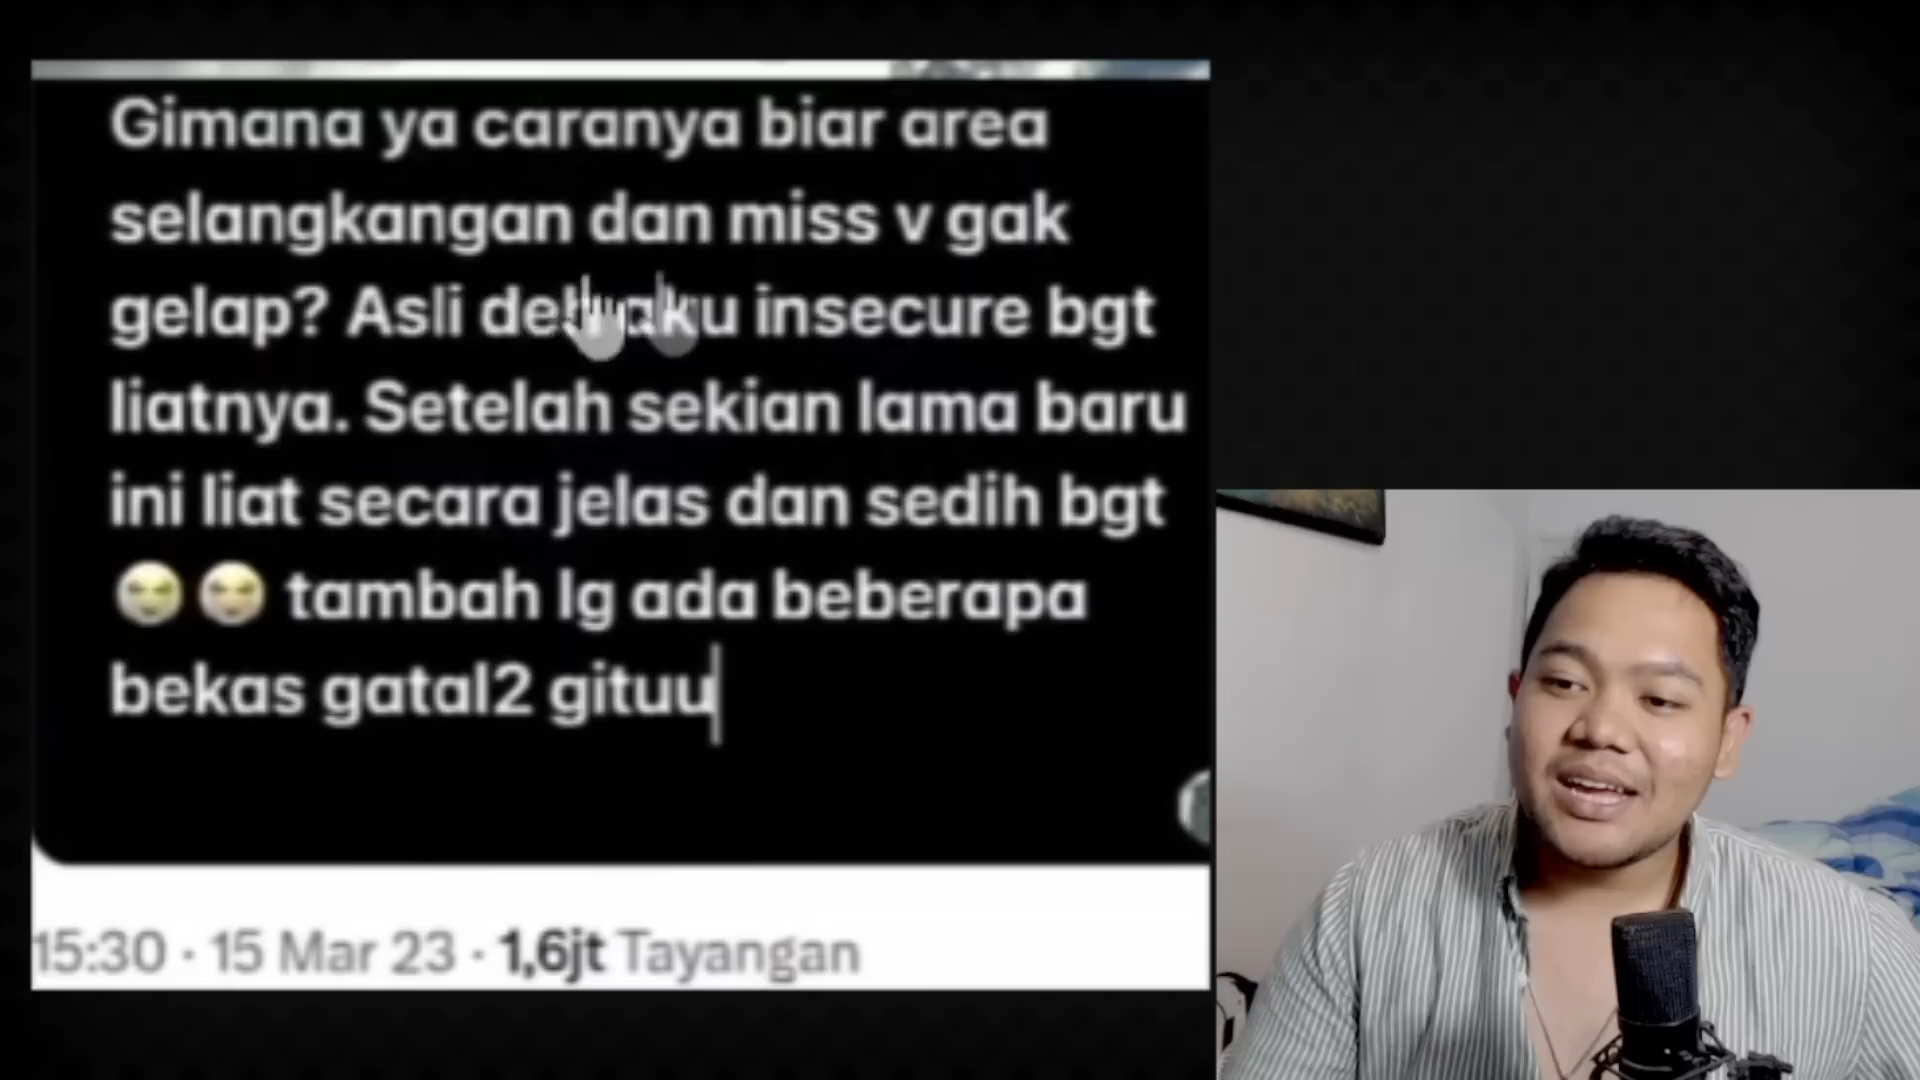 Gimana ya caranya biar area
selangkangan dan miss v gak
gelap? Asli deh aku insecure bgt
liatnya. Setelah sekian lama baru
ini liat secara jelas dan sedih bgt
tambah lg ada beberapa
bekas gatal2 gituu
15:30 · 15 Mar 23 · 1,6jt Tayangan